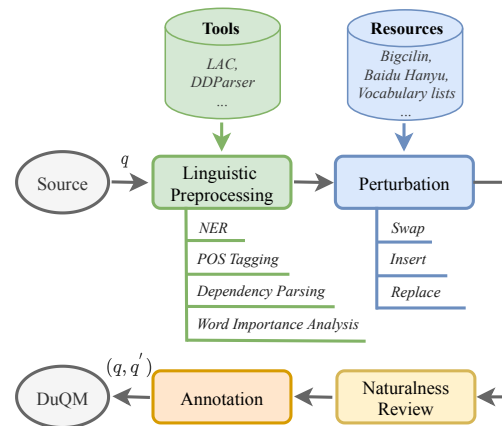 Tools
LAC,
DDParser
...
Resources
Bigcilin,
Baidu Hanyu,
Vocabulary lists
...
Source
q
Linguistic
Preprocessing
Perturbation
NER
POS Tagging
Dependency Parsing
Word Importance Analysis
Swap
Insert
Replace
DuQM
(q, q')
Annotation
Naturalness
Review